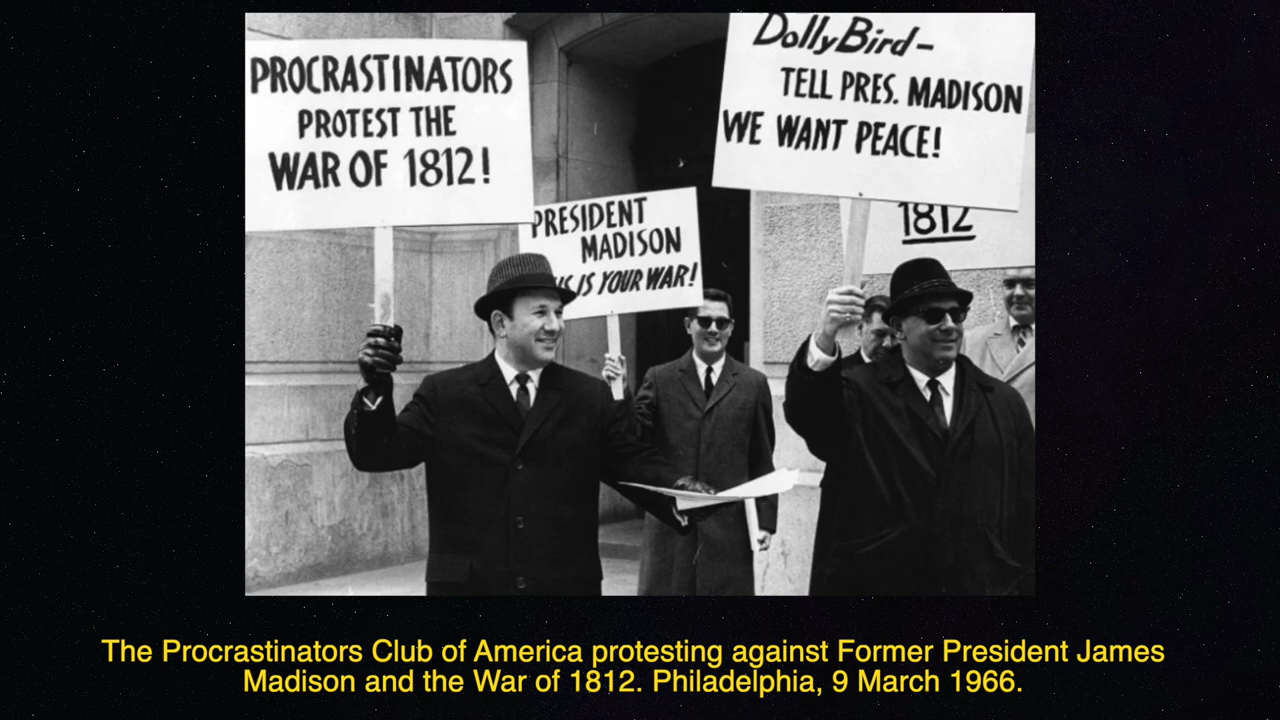 PROCRASTINATORS
PROTEST THE
WAR OF 1812!
PRESIDENT
MADISON
IS YOUR WAR!
Dolly Bird-
TELL PRES. MADISON
WE WANT PEACE!
1812
The Procrastinators Club of America protesting against Former President James
Madison and the War of 1812. Philadelphia, 9 March 1966.